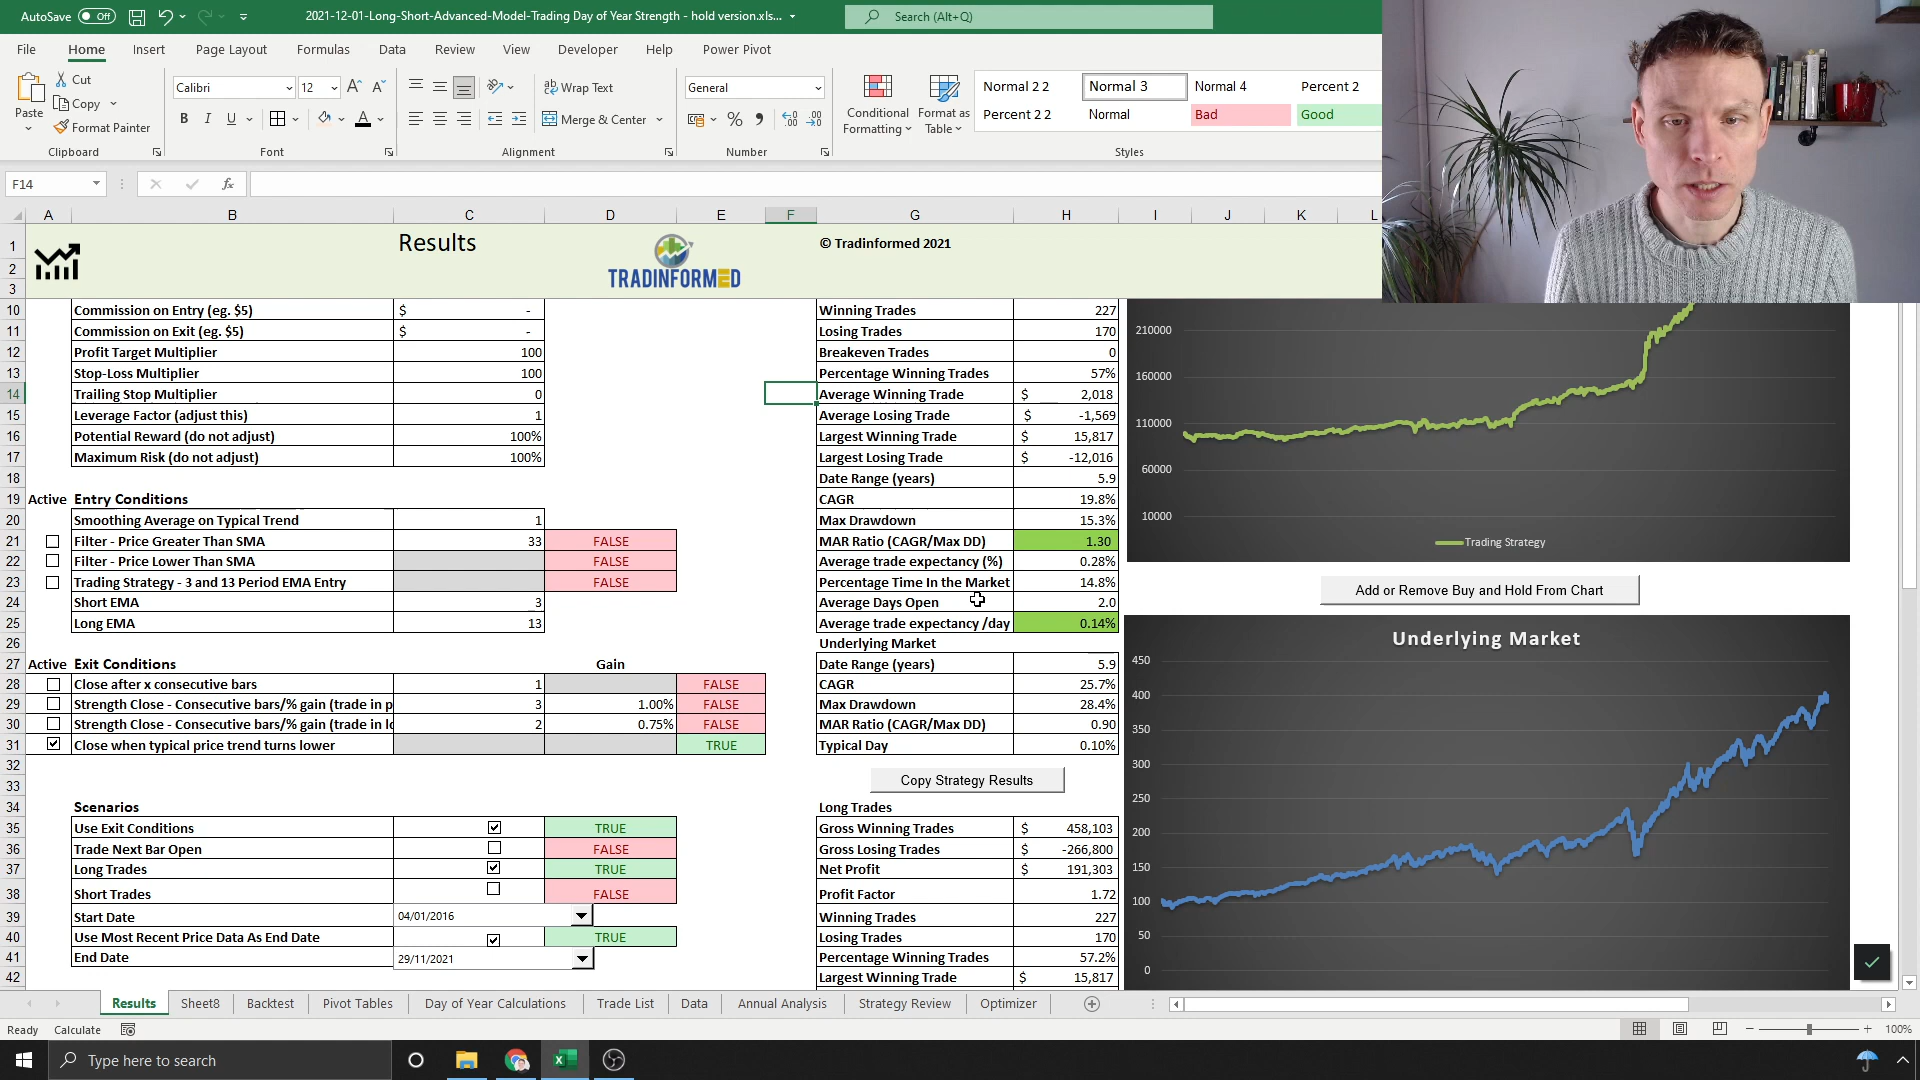 AutoSave Off 2021-12-01-Long-Short-Advanced-Model-Trading Day of Year Strength - hold version.xls... Search (Alt+Q)
File Home Insert Page Layout Formulas Data Review View Developer Help Power Pivot
Paste Cut Copy Format Painter
Calibri 12 B I U A
Wrap Text
Merge & Center
General
Conditional Formatting Format as Table
Normal 2 2 Normal 3 Normal 4 Percent 2
Percent 2 2 Normal Bad Good
Clipboard Font Alignment Number Styles
F14 fx
A B C D E F G H I J K L
1 Results © Tradinformed 2021
2 TRADINFORMED
3
10 Commission on Entry (eg. $5) $ - Winning Trades 227
11 Commission on Exit (eg. $5) $ - Losing Trades 170
12 Profit Target Multiplier 100 Breakeven Trades 0
13 Stop-Loss Multiplier 100 Percentage Winning Trades 57%
14 Trailing Stop Multiplier 0 Average Winning Trade $ 2,018
15 Leverage Factor (adjust this) 1 Average Losing Trade $ -1,569
16 Potential Reward (do not adjust) 100% Largest Winning Trade $ 15,817
17 Maximum Risk (do not adjust) 100% Largest Losing Trade $ -12,016
18 Date Range (years) 5.9
19 Active Entry Conditions CAGR 19.8%
20 Smoothing Average on Typical Trend 1 Max Drawdown 15.3%
21 Filter - Price Greater Than SMA 33 FALSE MAR Ratio (CAGR/Max DD) 1.30
22 Filter - Price Lower Than SMA FALSE Average trade expectancy (%) 0.28%
23 Trading Strategy - 3 and 13 Period EMA Entry FALSE Percentage Time In the Market 14.8%
24 Short EMA 3 Average Days Open 2.0
25 Long EMA 13 Average trade expectancy /day 0.14%
26 Underlying Market
27 Active Exit Conditions Gain Date Range (years) 5.9
28 Close after x consecutive bars 1 FALSE CAGR 25.7%
29 Strength Close - Consecutive bars/% gain (trade in p 3 1.00% FALSE Max Drawdown 28.4%
30 Strength Close - Consecutive bars/% gain (trade in lo 2 0.75% FALSE MAR Ratio (CAGR/Max DD) 0.90
31 Close when typical price trend turns lower TRUE Typical Day 0.10%
32
33 Copy Strategy Results
34 Scenarios Long Trades
35 Use Exit Conditions TRUE Gross Winning Trades $ 458,103
36 Trade Next Bar Open FALSE Gross Losing Trades $ -266,800
37 Long Trades TRUE Net Profit $ 191,303
38 Short Trades FALSE Profit Factor 1.72
39 Start Date 04/01/2016 Winning Trades 227
40 Use Most Recent Price Data As End Date TRUE Losing Trades 170
41 End Date 29/11/2021 Percentage Winning Trades 57.2%
42 Largest Winning Trade $ 15,817
210000
160000
110000
60000
10000
Trading Strategy
Add or Remove Buy and Hold From Chart
Underlying Market
450
400
350
300
250
200
150
100
50
0
Results Sheet8 Backtest Pivot Tables Day of Year Calculations Trade List Data Annual Analysis Strategy Review Optimizer
Ready Calculate 100%
Type here to search